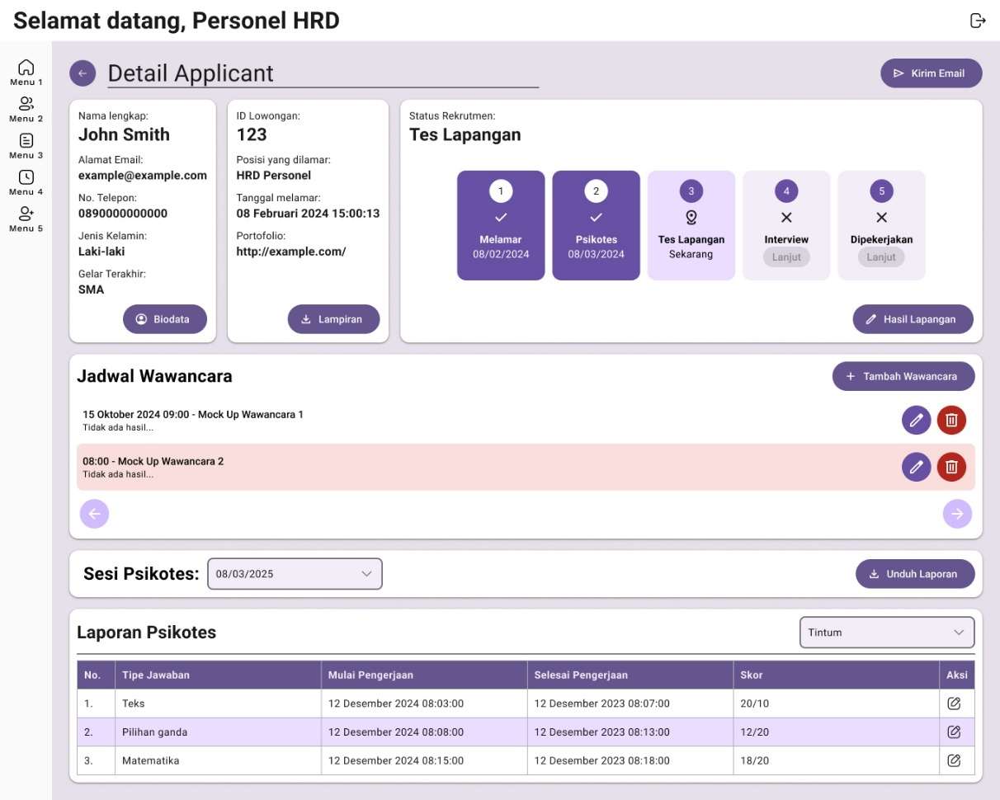 Selamat datang, Personel HRD
Menu 1
Menu 2
Menu 3
Menu 4
Menu 5
Detail Applicant
Kirim Email
Nama lengkap:
John Smith
Alamat Email:
example@example.com
No. Telepon:
0890000000000
Jenis Kelamin:
Laki-laki
Gelar Terakhir:
SMA
Biodata
ID Lowongan:
123
Posisi yang dilamar:
HRD Personel
Tanggal melamar:
08 Februari 2024 15:00:13
Portofolio:
http://example.com/
Lampiran
Status Rekrutmen:
Tes Lapangan
1
Melamar
08/02/2024
2
Psikotes
08/03/2024
3
Tes Lapangan
Sekarang
4
Interview
Lanjut
5
Dipekerjakan
Lanjut
Hasil Lapangan
Jadwal Wawancara
Tambah Wawancara
15 Oktober 2024 09:00 - Mock Up Wawancara 1
Tidak ada hasil...
08:00 - Mock Up Wawancara 2
Tidak ada hasil...
Sesi Psikotes: 08/03/2025
Unduh Laporan
Laporan Psikotes
Tintum
No. Tipe Jawaban Mulai Pengerjaan Selesai Pengerjaan Skor Aksi
1. Teks 12 Desember 2024 08:03:00 12 Desember 2023 08:07:00 20/10
2. Pilihan ganda 12 Desember 2024 08:08:00 12 Desember 2023 08:13:00 12/20
3. Matematika 12 Desember 2024 08:15:00 12 Desember 2023 08:18:00 18/20